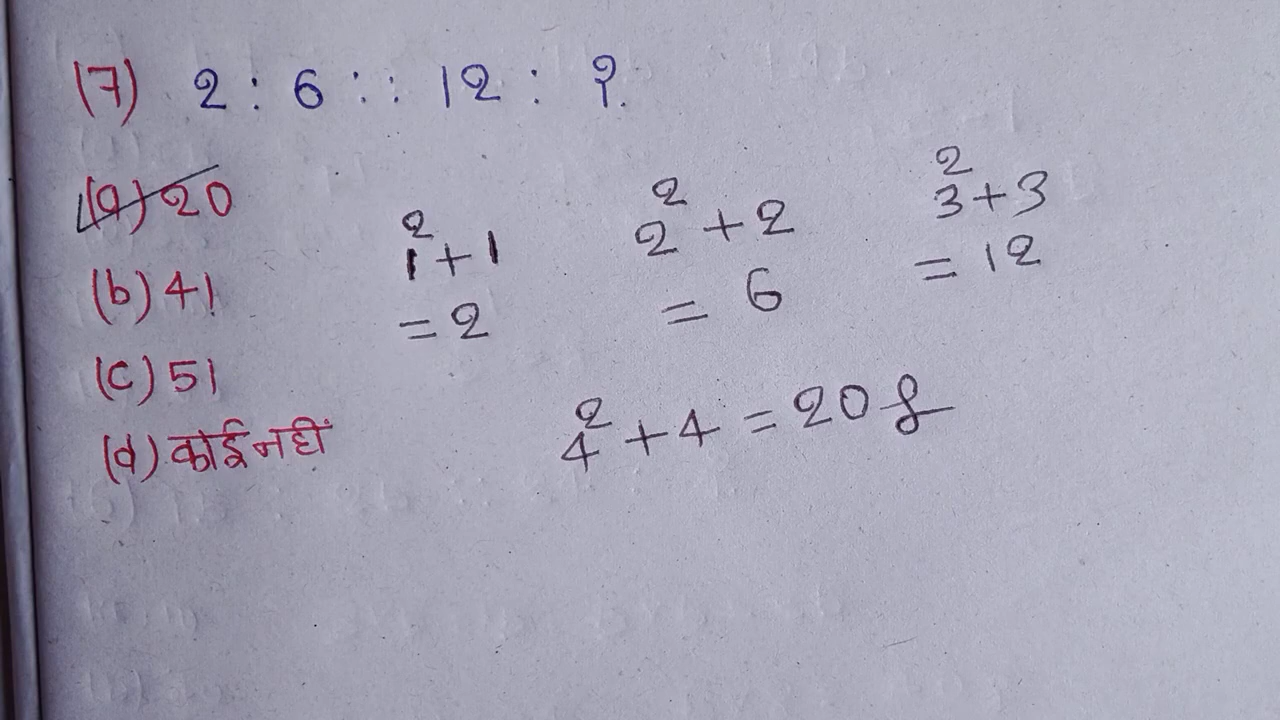 (7) 2 : 6 :: 12 : ?.
(a) 20
(b) 41
(c) 51
(d) कोई नहीं
1² + 1
= 2
2² + 2
= 6
3² + 3
= 12
4² + 4 = 20